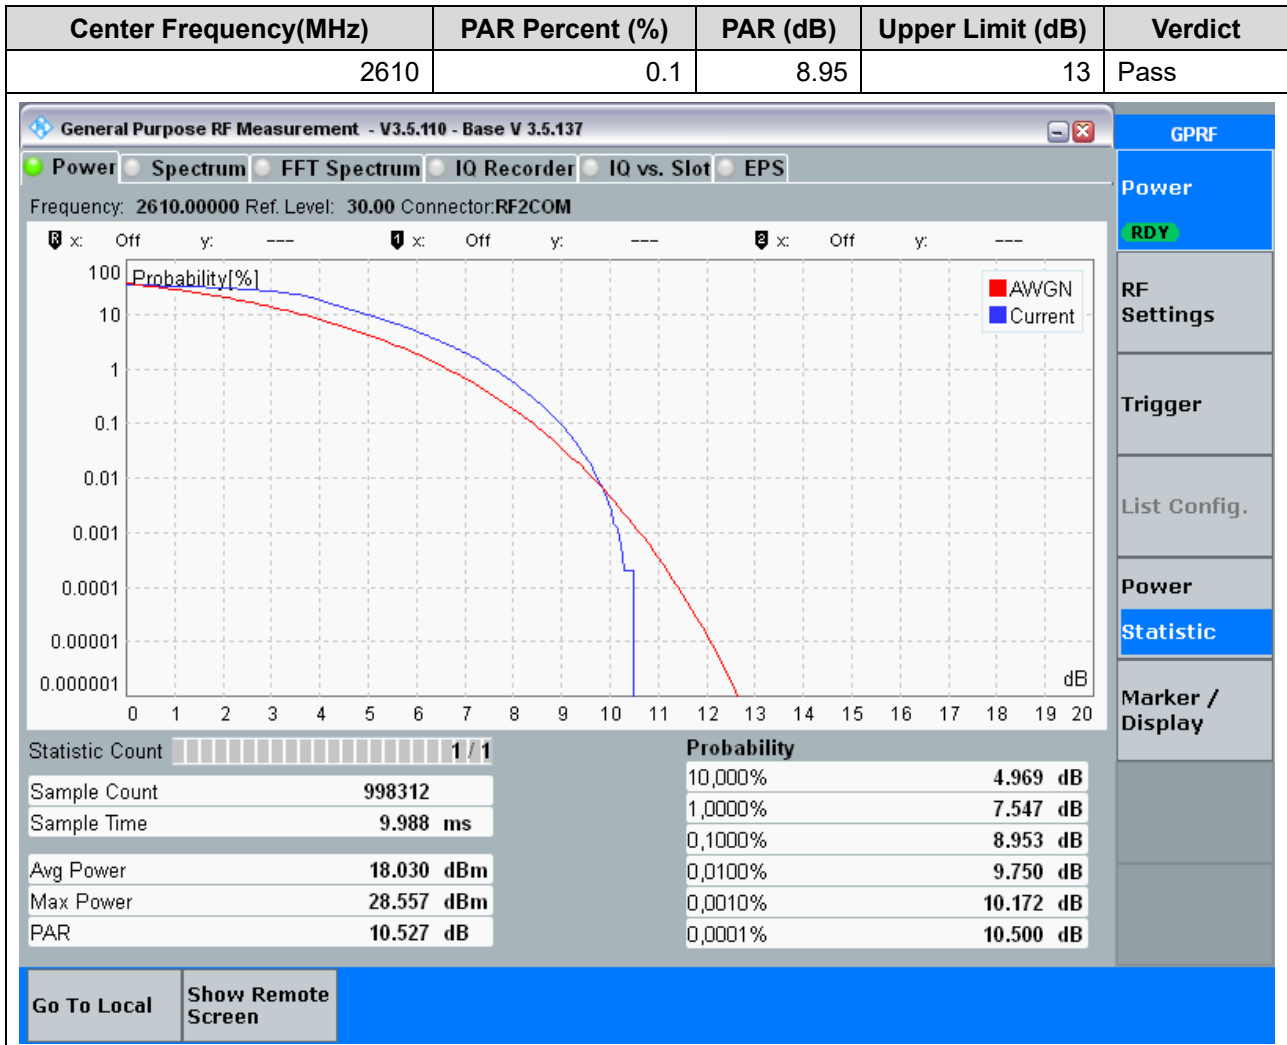 Center Frequency(MHz) PAR Percent (%) PAR (dB) Upper Limit (dB) Verdict
2610 0.1 8.95 13 Pass
General Purpose RF Measurement - V3.5.110 - Base V 3.5.137
GPRF
Power Spectrum FFT Spectrum IQ Recorder IQ vs. Slot EPS
Power
RDY
Frequency: 2610.00000 Ref. Level: 30.00 Connector:RF2COM
R x: Off y: --- 1 x: Off y: --- 2 x: Off y: ---
Probability[%]
AWGN
Current
100
10
1
0.1
0.01
0.001
0.0001
0.00001
0.000001
dB
0 1 2 3 4 5 6 7 8 9 10 11 12 13 14 15 16 17 18 19 20
RF
Settings
Trigger
List Config.
Power
Statistic
Marker /
Display
Statistic Count 1 / 1
Sample Count 998312
Sample Time 9.988 ms
Avg Power 18.030 dBm
Max Power 28.557 dBm
PAR 10.527 dB
Probability
10,000% 4.969 dB
1,0000% 7.547 dB
0,1000% 8.953 dB
0,0100% 9.750 dB
0,0010% 10.172 dB
0,0001% 10.500 dB
Go To Local
Show Remote
Screen